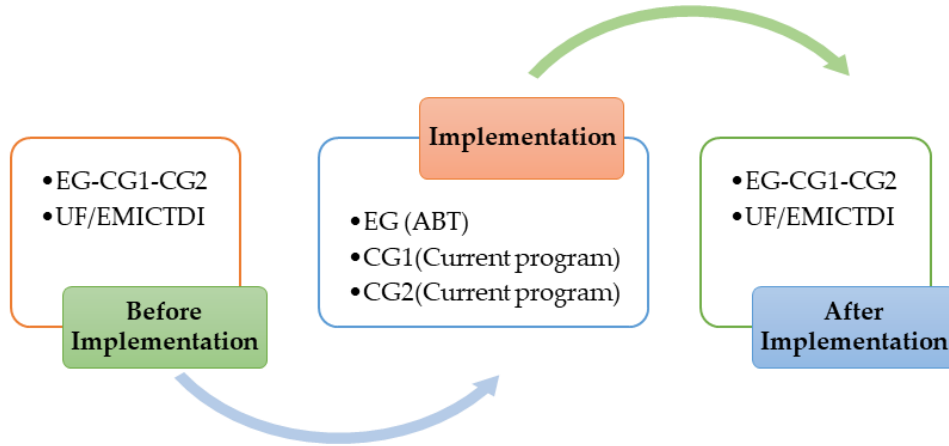 •EG-CG1-CG2
•UF/EMICTDI
Before
Implementation
Implementation
•EG (ABT)
•CG1(Current program)
•CG2(Current program)
•EG-CG1-CG2
•UF/EMICTDI
After
Implementation